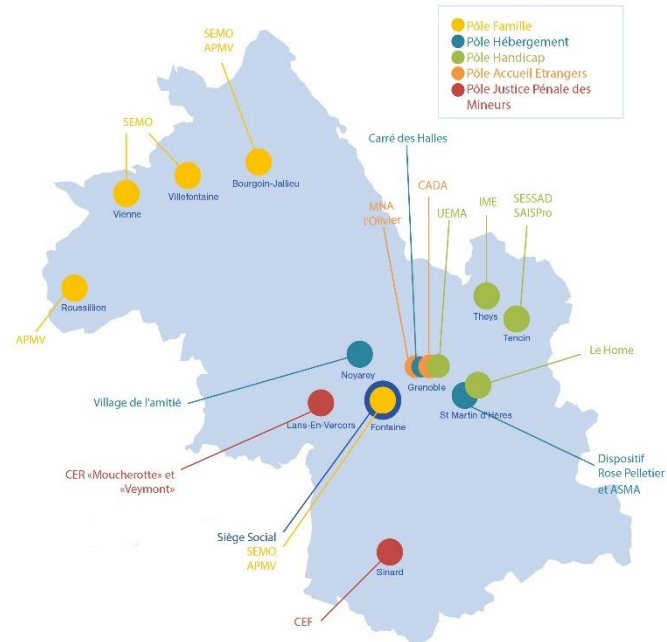 Pôle Famille
Pôle Hébergement
Pôle Handicap
Pôle Accueil Etrangers
Pôle Justice Pénale des
Mineurs
SEMO
APMV
SEMO
Bourgoin-Jallieu
Villefontaine
Vienne
Carré des Halles
CADA
MNA
l'Olivier
UEMA
IME
SESSAD
SAISPro
Roussillion
APMV
Theys
Tencin
Noyarey
Grenoble
Le Home
Village de l'amitié
Lans-En-Vercors
Fontaine
St Martin d'Hères
CER «Moucherotte» et
«Veymont»
Dispositif
Rose Pelletier
et ASMA
Siège Social
SEMO
APMV
Sinard
CEF